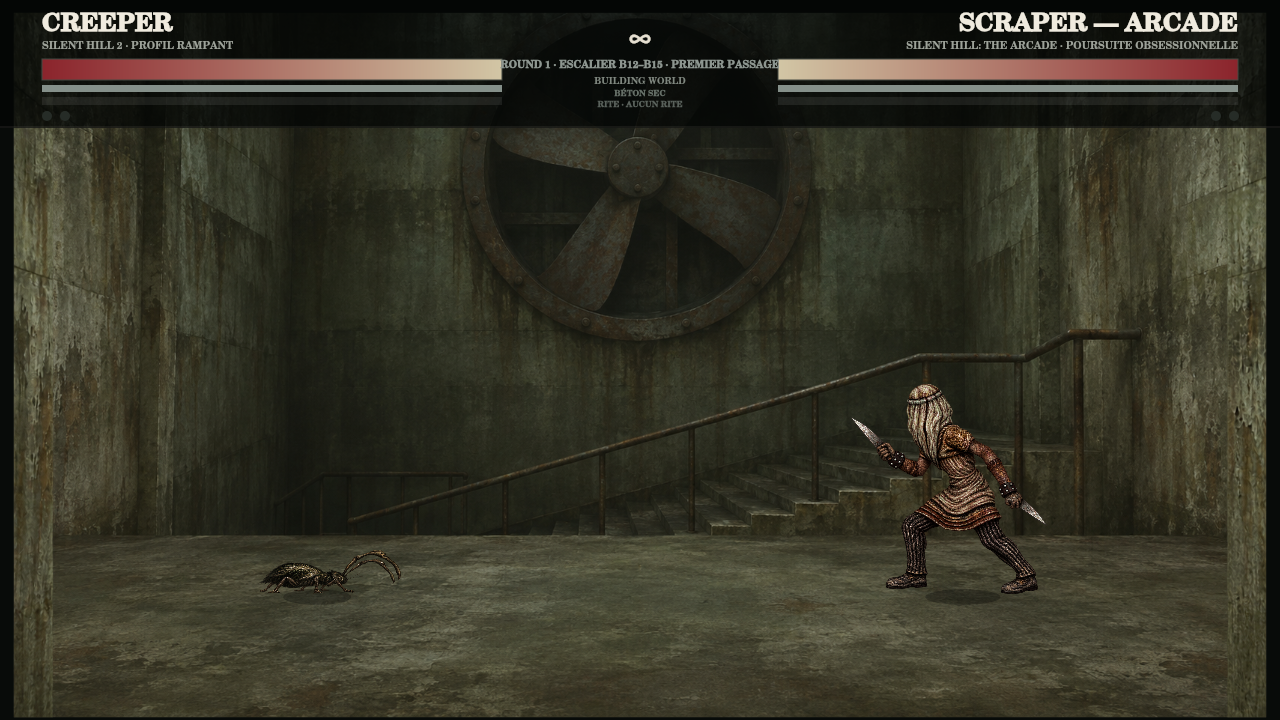 CREEPER
SILENT HILL 2 · PROFIL RAMPANT
∞
ROUND 1 · ESCALIER B12–B15 · PREMIER PASSAGE
BUILDING WORLD
BÉTON SEC
RITE · AUCUN RITE
SCRAPER — ARCADE
SILENT HILL: THE ARCADE · POURSUITE OBSESSIONNELLE